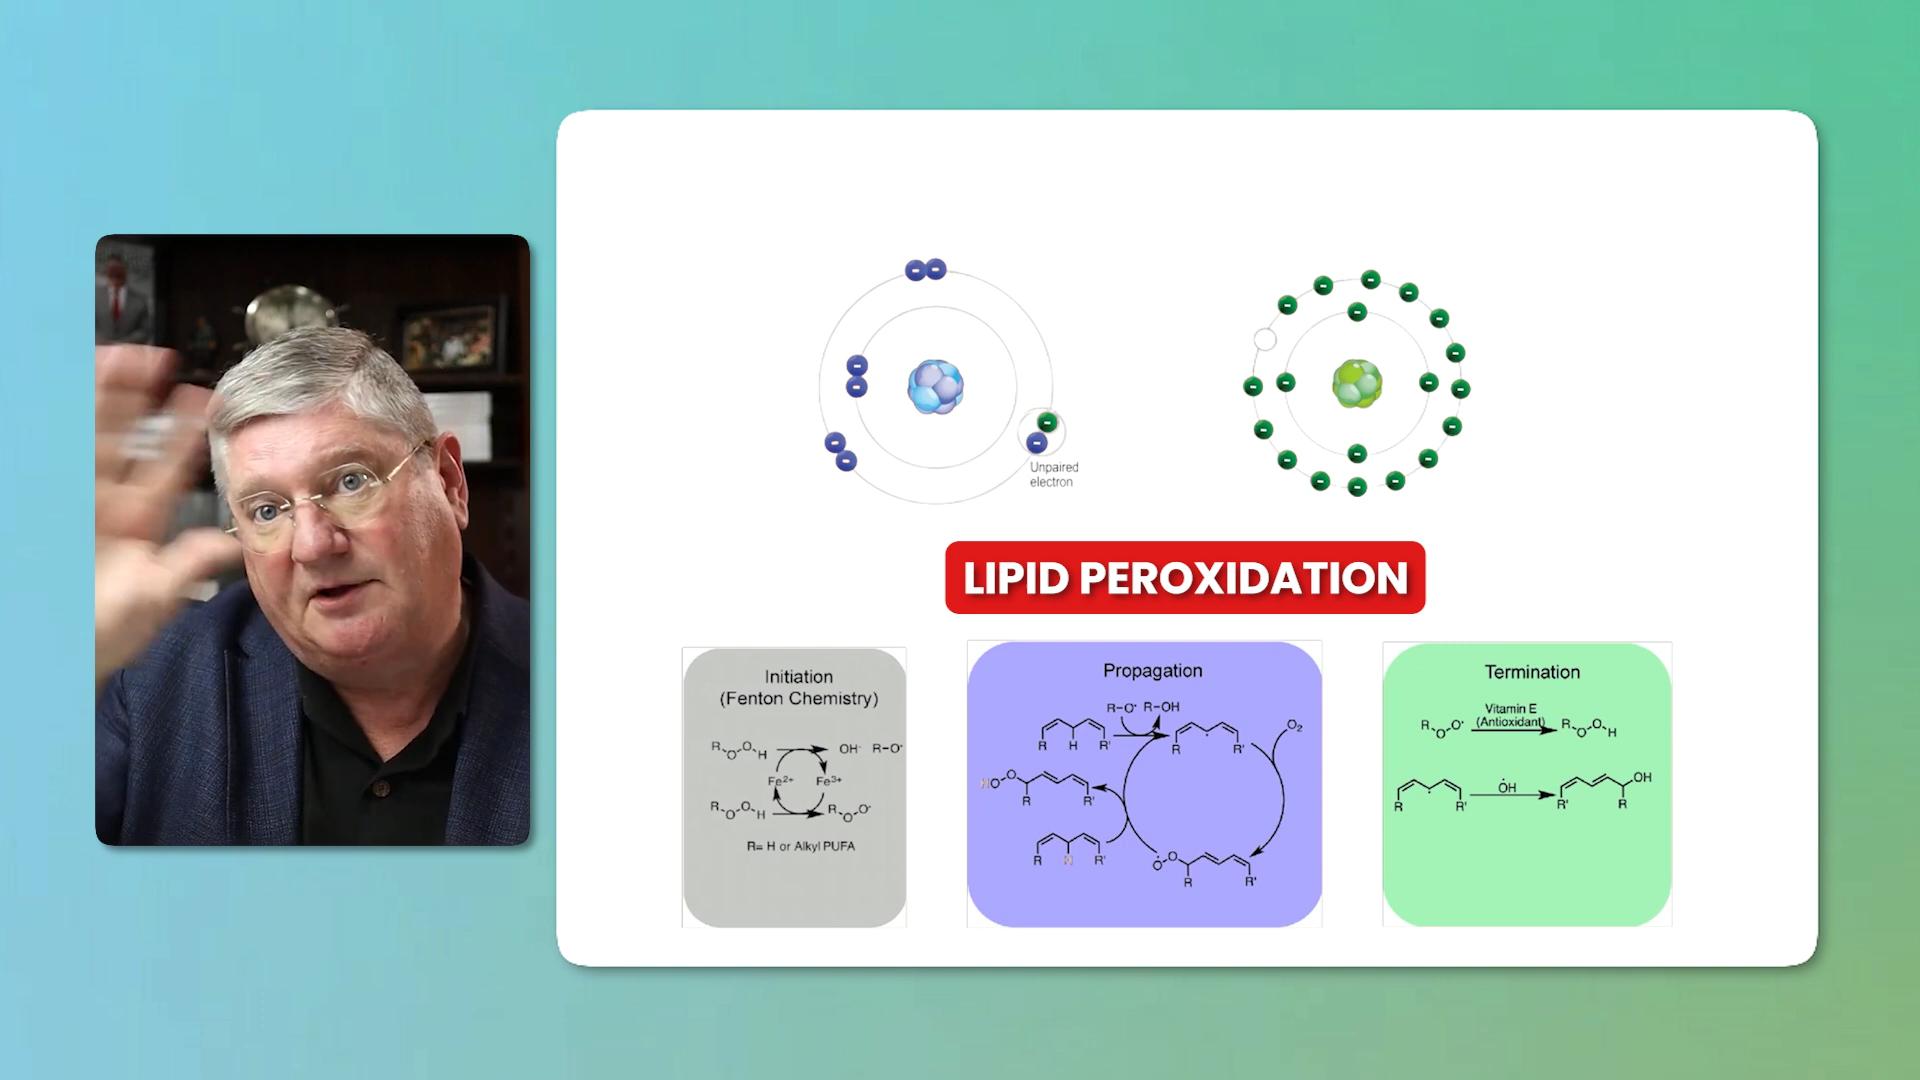 Unpaired
electron
LIPID PEROXIDATION
Initiation
(Fenton Chemistry)
R O O H OH· R-O·
Fe2+ Fe3+
R O O H R O O·
R= H or Alkyl PUFA
Propagation
R-O· R-OH
R H R' R R' O2
H O O R R'
R H R'
O O R R'
Termination
Vitamin E
(Antioxidant)
R O O· R O O H
R R' OH R' R OH